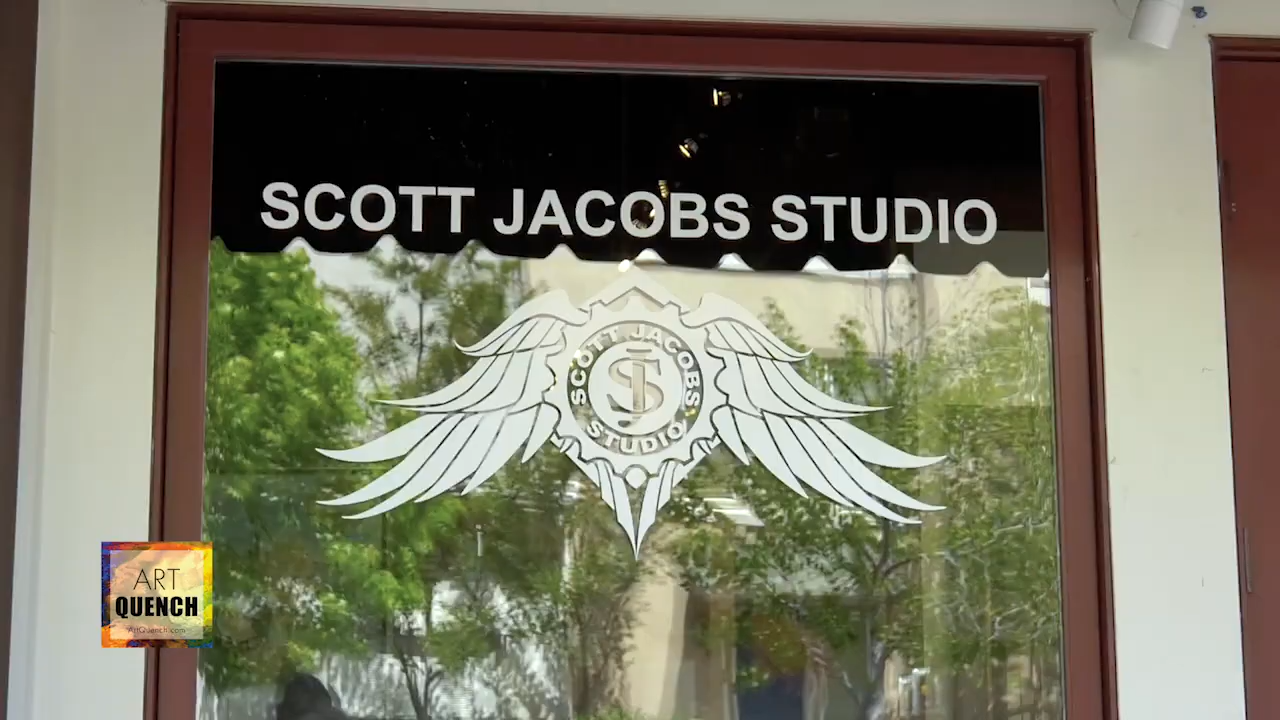 SCOTT JACOBS STUDIO
SCOTT JACOBS
SJ
STUDIO
ART
QUENCH
ArtQuench.com